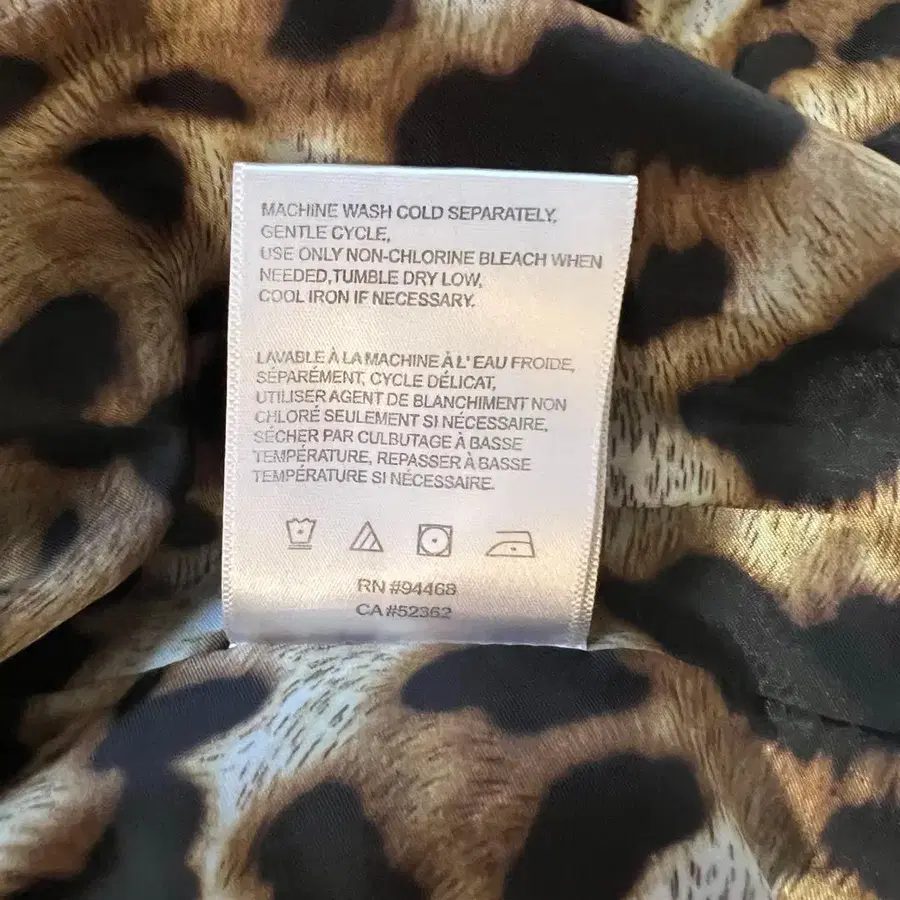 MACHINE WASH COLD SEPARATELY,
GENTLE CYCLE,
USE ONLY NON-CHLORINE BLEACH WHEN
NEEDED,TUMBLE DRY LOW,
COOL IRON IF NECESSARY.
LAVABLE À LA MACHINE À L' EAU FROIDE,
SÉPARÉMENT, CYCLE DÉLICAT,
UTILISER AGENT DE BLANCHIMENT NON
CHLORÉ SEULEMENT SI NÉCESSAIRE,
SÉCHER PAR CULBUTAGE À BASSE
TEMPÉRATURE, REPASSER À BASSE
TEMPÉRATURE SI NÉCESSAIRE.
RN #94468
CA #52362